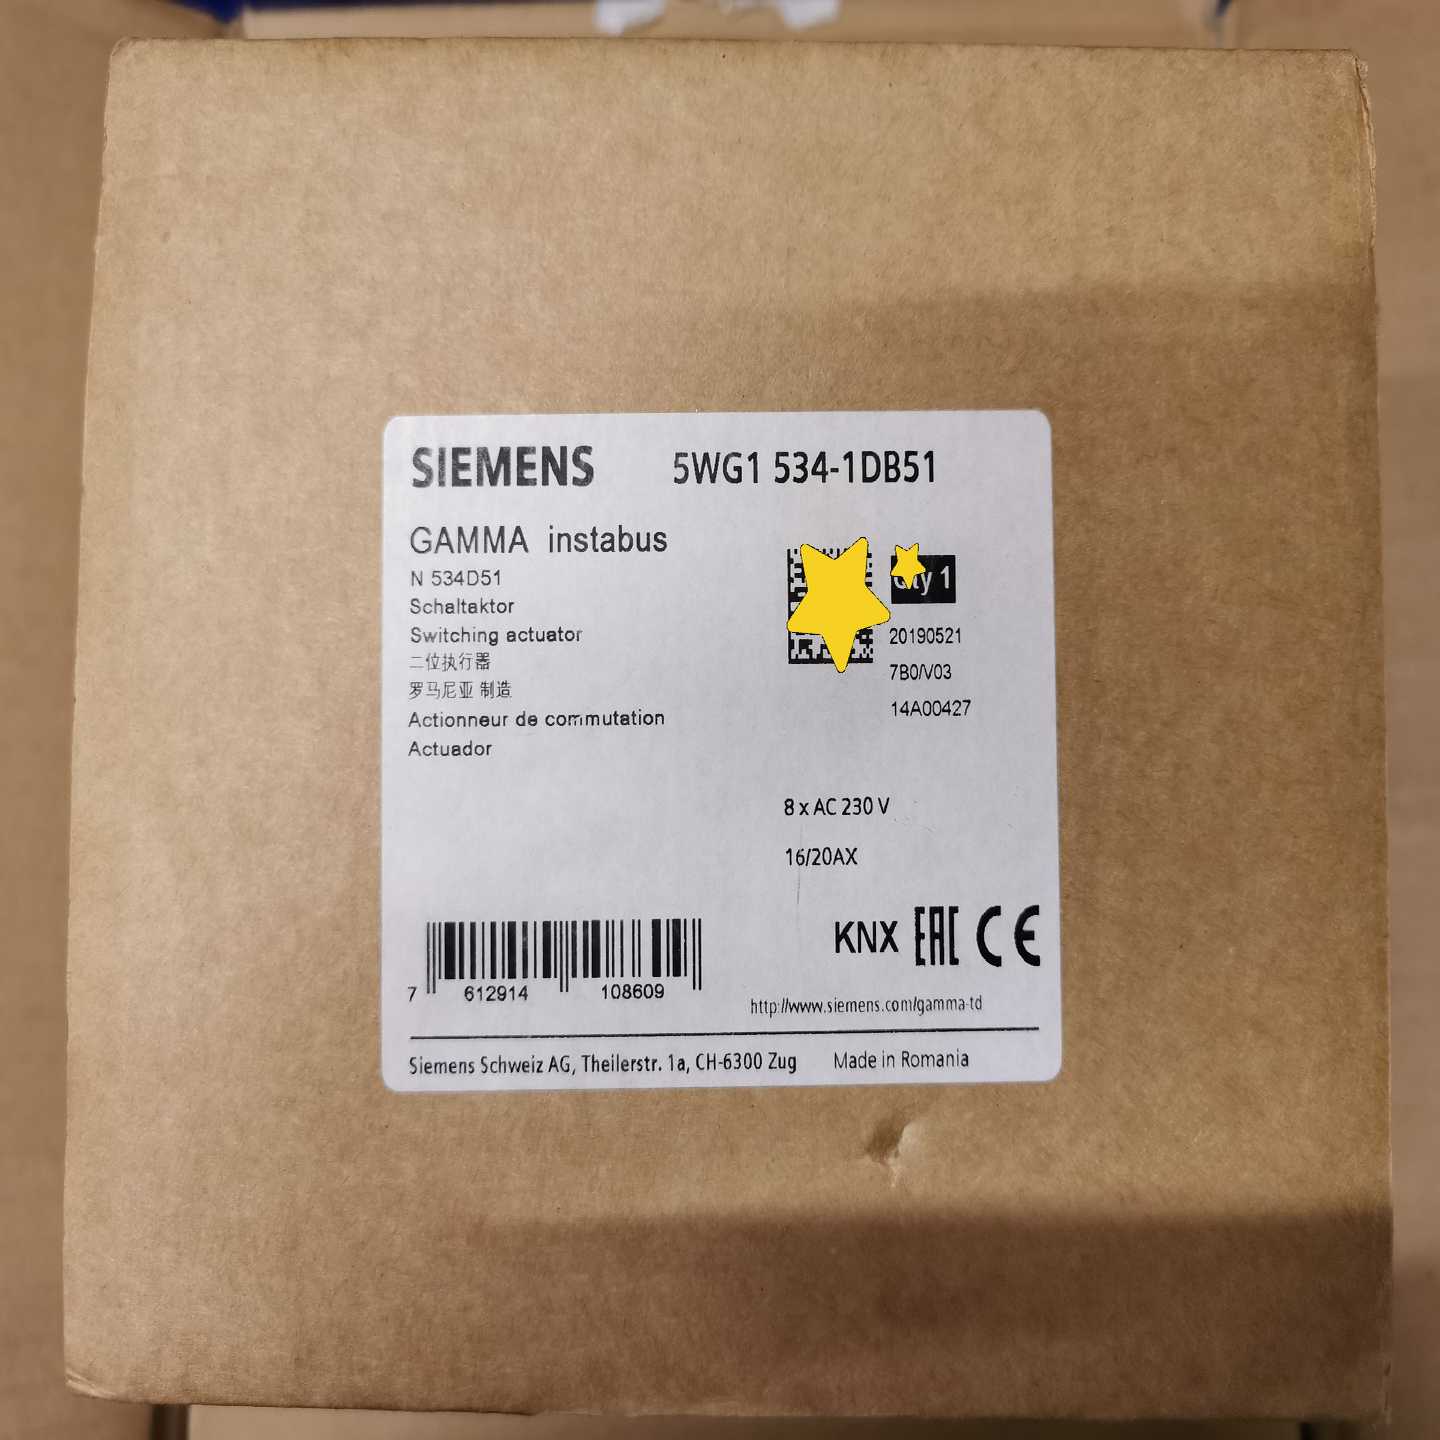 SIEMENS 5WG1 534-1DB51
GAMMA instabus
N 534D51
Schaltaktor
Switching actuator
二位执行器
罗马尼亚 制造
Actionneur de commutation
Actuador
Qty 1
20190521
7B0/V03
14A00427
8 x AC 230 V
16/20AX
KNX EAC CE
7 612914 108609
http://www.siemens.com/gamma-td
Siemens Schweiz AG, Theilerstr. 1a, CH-6300 Zug Made in Romania